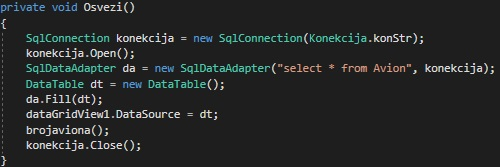 private void Osvezi()
{
SqlConnection konekcija = new SqlConnection(Konekcija.konStr);
konekcija.Open();
SqlDataAdapter da = new SqlDataAdapter("select * from Avion", konekcija);
DataTable dt = new DataTable();
da.Fill(dt);
dataGridView1.DataSource = dt;
brojaviona();
konekcija.Close();
}